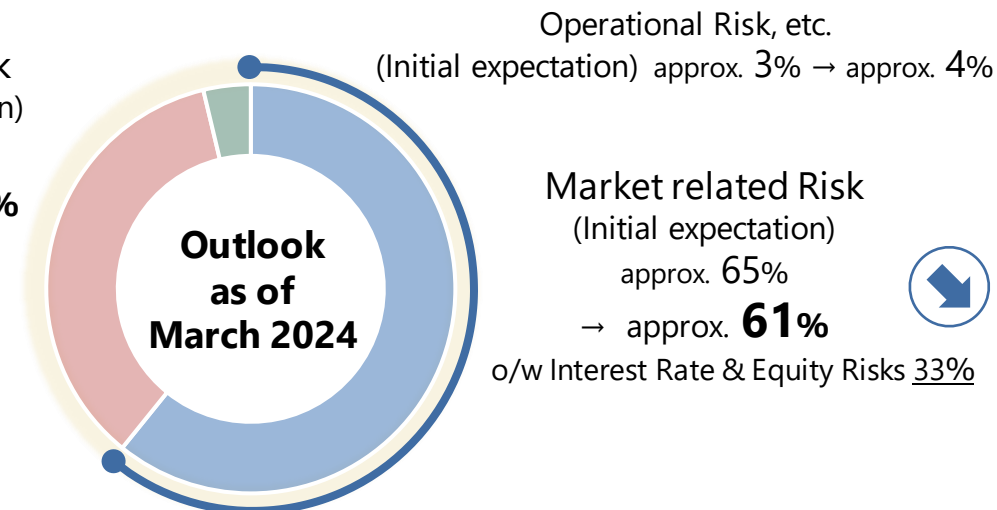 Operational Risk, etc.
(Initial expectation) approx. 3% → approx. 4%
%
Outlook
as of
March 2024
Market related Risk
(Initial expectation)
approx. 65%
→ approx. 61%
o/w Interest Rate & Equity Risks 33%